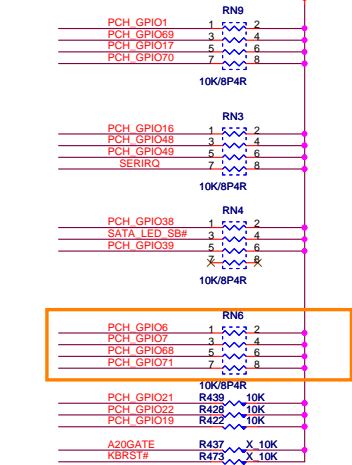 RN9
PCH_GPIO1 1 2
PCH_GPIO69 3 4
PCH_GPIO17 5 6
PCH_GPIO70 7 8
10K/8P4R
RN3
PCH_GPIO16 1 2
PCH_GPIO48 3 4
PCH_GPIO49 5 6
SERIRQ 7 8
10K/8P4R
RN4
PCH_GPIO38 1 2
SATA_LED_SB# 3 4
PCH_GPIO39 5 6
7 8
10K/8P4R
RN6
PCH_GPIO6 1 2
PCH_GPIO7 3 4
PCH_GPIO68 5 6
PCH_GPIO71 7 8
10K/8P4R
PCH_GPIO21 R439 10K
PCH_GPIO22 R428 10K
PCH_GPIO19 R422 10K
A20GATE R437 X_10K
KBRST# R473 X_10K